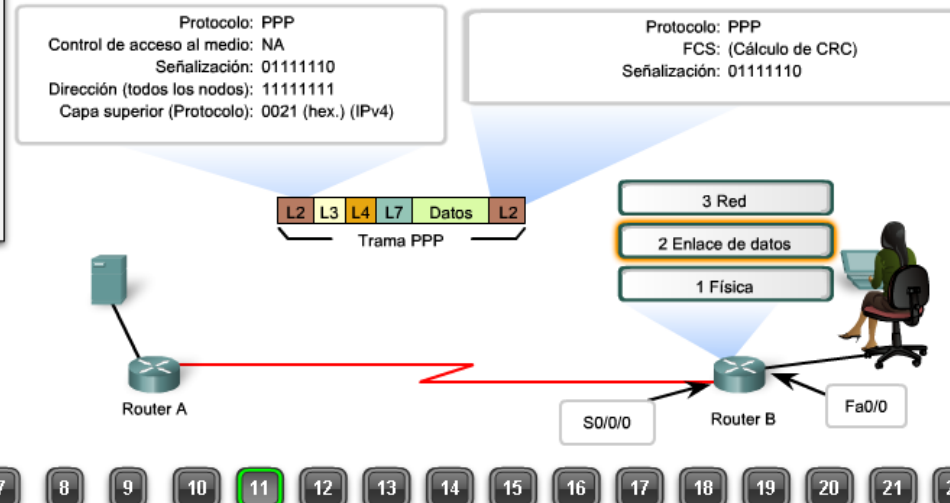 Protocolo: PPP
Control de acceso al medio: NA
Señalización: 01111110
Dirección (todos los nodos): 11111111
Capa superior (Protocolo): 0021 (hex.) (IPv4)
Protocolo: PPP
FCS: (Cálculo de CRC)
Señalización: 01111110
L2 L3 L4 L7 Datos L2
Trama PPP
3 Red
2 Enlace de datos
1 Física
Router A
S0/0/0
Router B
Fa0/0
7 8 9 10 11 12 13 14 15 16 17 18 19 20 21